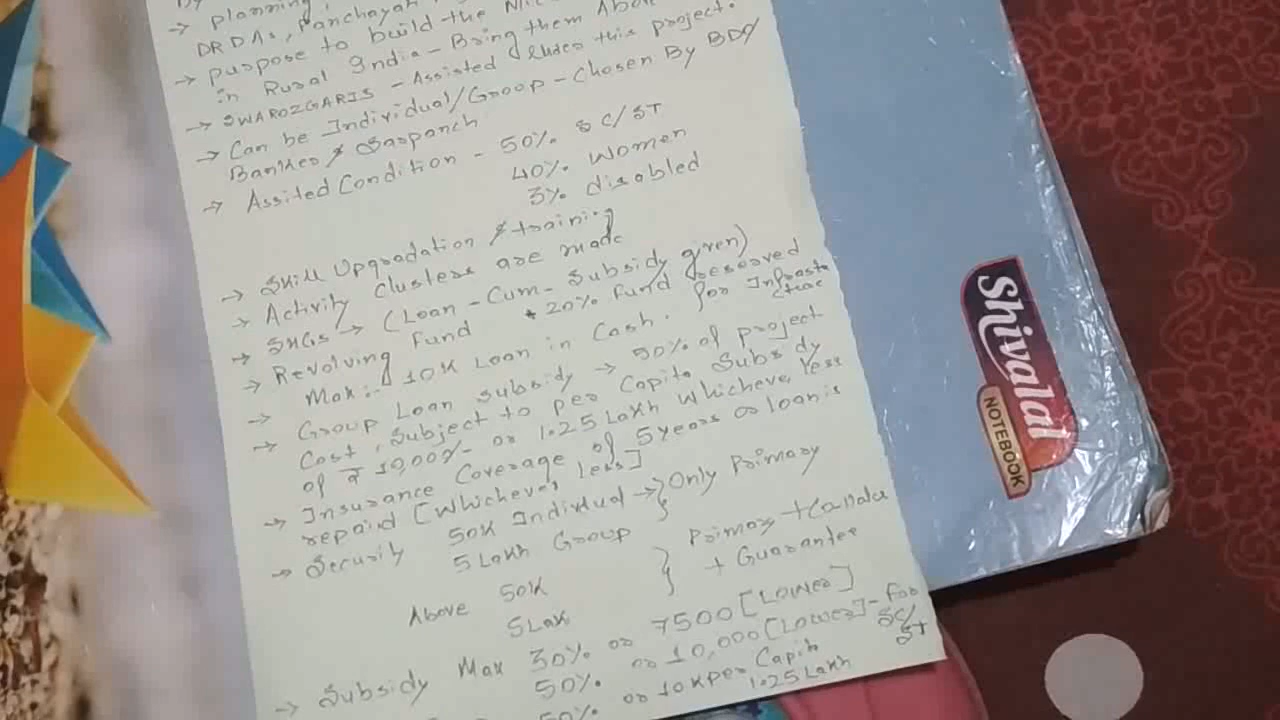 → planning,
DRDAs, Panchayati
→ purpose to build the
in Rural India - Bring them Above
→ SWAROZGARIS - Assisted Under this project.
→ Can be Individual/Group - Chosen By BDO
Banker & Sarpanch
→ Assited Condition - 50% SC/ST
40% Women
3% disabled
→ Skill Upgradation & training
→ Activity Clusters are made
→ SHGs → (Loan-Cum-Subsidy given)
→ Revolving Fund * 20% Fund reserved for Infrastructure
→ Max:- 10K Loan in Cash.
→ Group Loan Subsidy → 50% of project
Cost, Subject to per Capita Subsidy
of ₹ 10,00%- or 1.25 Lakh Whichever less
→ Insurance Coverage of 5 years or loan is
repaid [Whichever less]
→ Security 50K Individual → } Only Primary
5 Lakh Group
Above 50K } Primary + Collate
5 Lak + Guarantee
→ Subsidy Max 30% or 7500 [Lower]
50% or 10,000 [Lower] - For SC/ST
50% or 10K per Capita
1.25 Lakh
Shivalal
NOTEBOOK